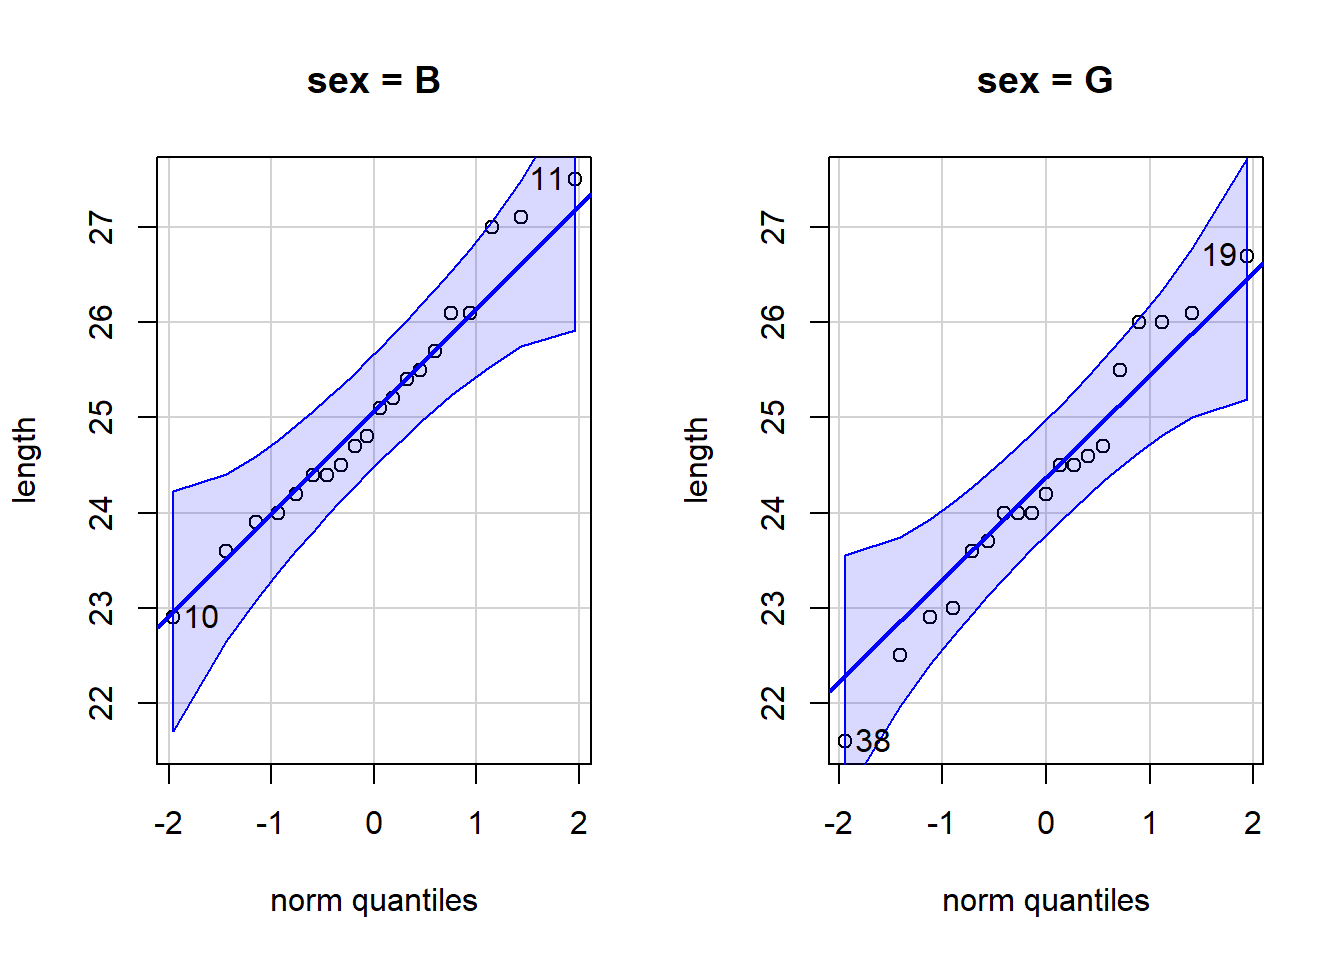 sex = B
length
27
26
25
24
23
22
11
10
-2 -1 0 1 2
norm quantiles
sex = G
length
27
26
25
24
23
22
19
38
-2 -1 0 1 2
norm quantiles